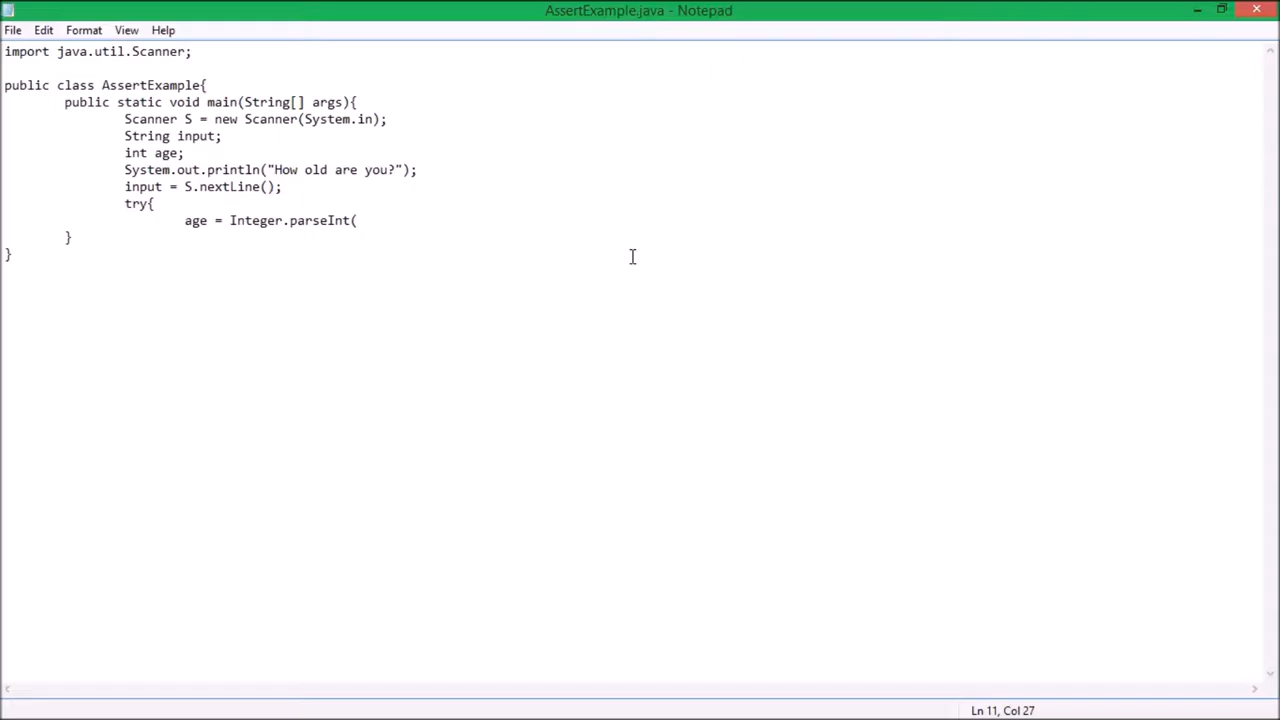 AssertExample.java - Notepad
File Edit Format View Help
import java.util.Scanner;
public class AssertExample{
public static void main(String[] args){
Scanner S = new Scanner(System.in);
String input;
int age;
System.out.println("How old are you?");
input = S.nextLine();
try{
age = Integer.parseInt(
}
}
Ln 11, Col 27